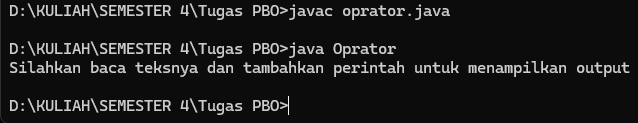 D:\KULIAH\SEMESTER 4\Tugas PBO>javac oprator.java
D:\KULIAH\SEMESTER 4\Tugas PBO>java Oprator
Silahkan baca teksnya dan tambahkan perintah untuk menampilkan output
D:\KULIAH\SEMESTER 4\Tugas PBO>